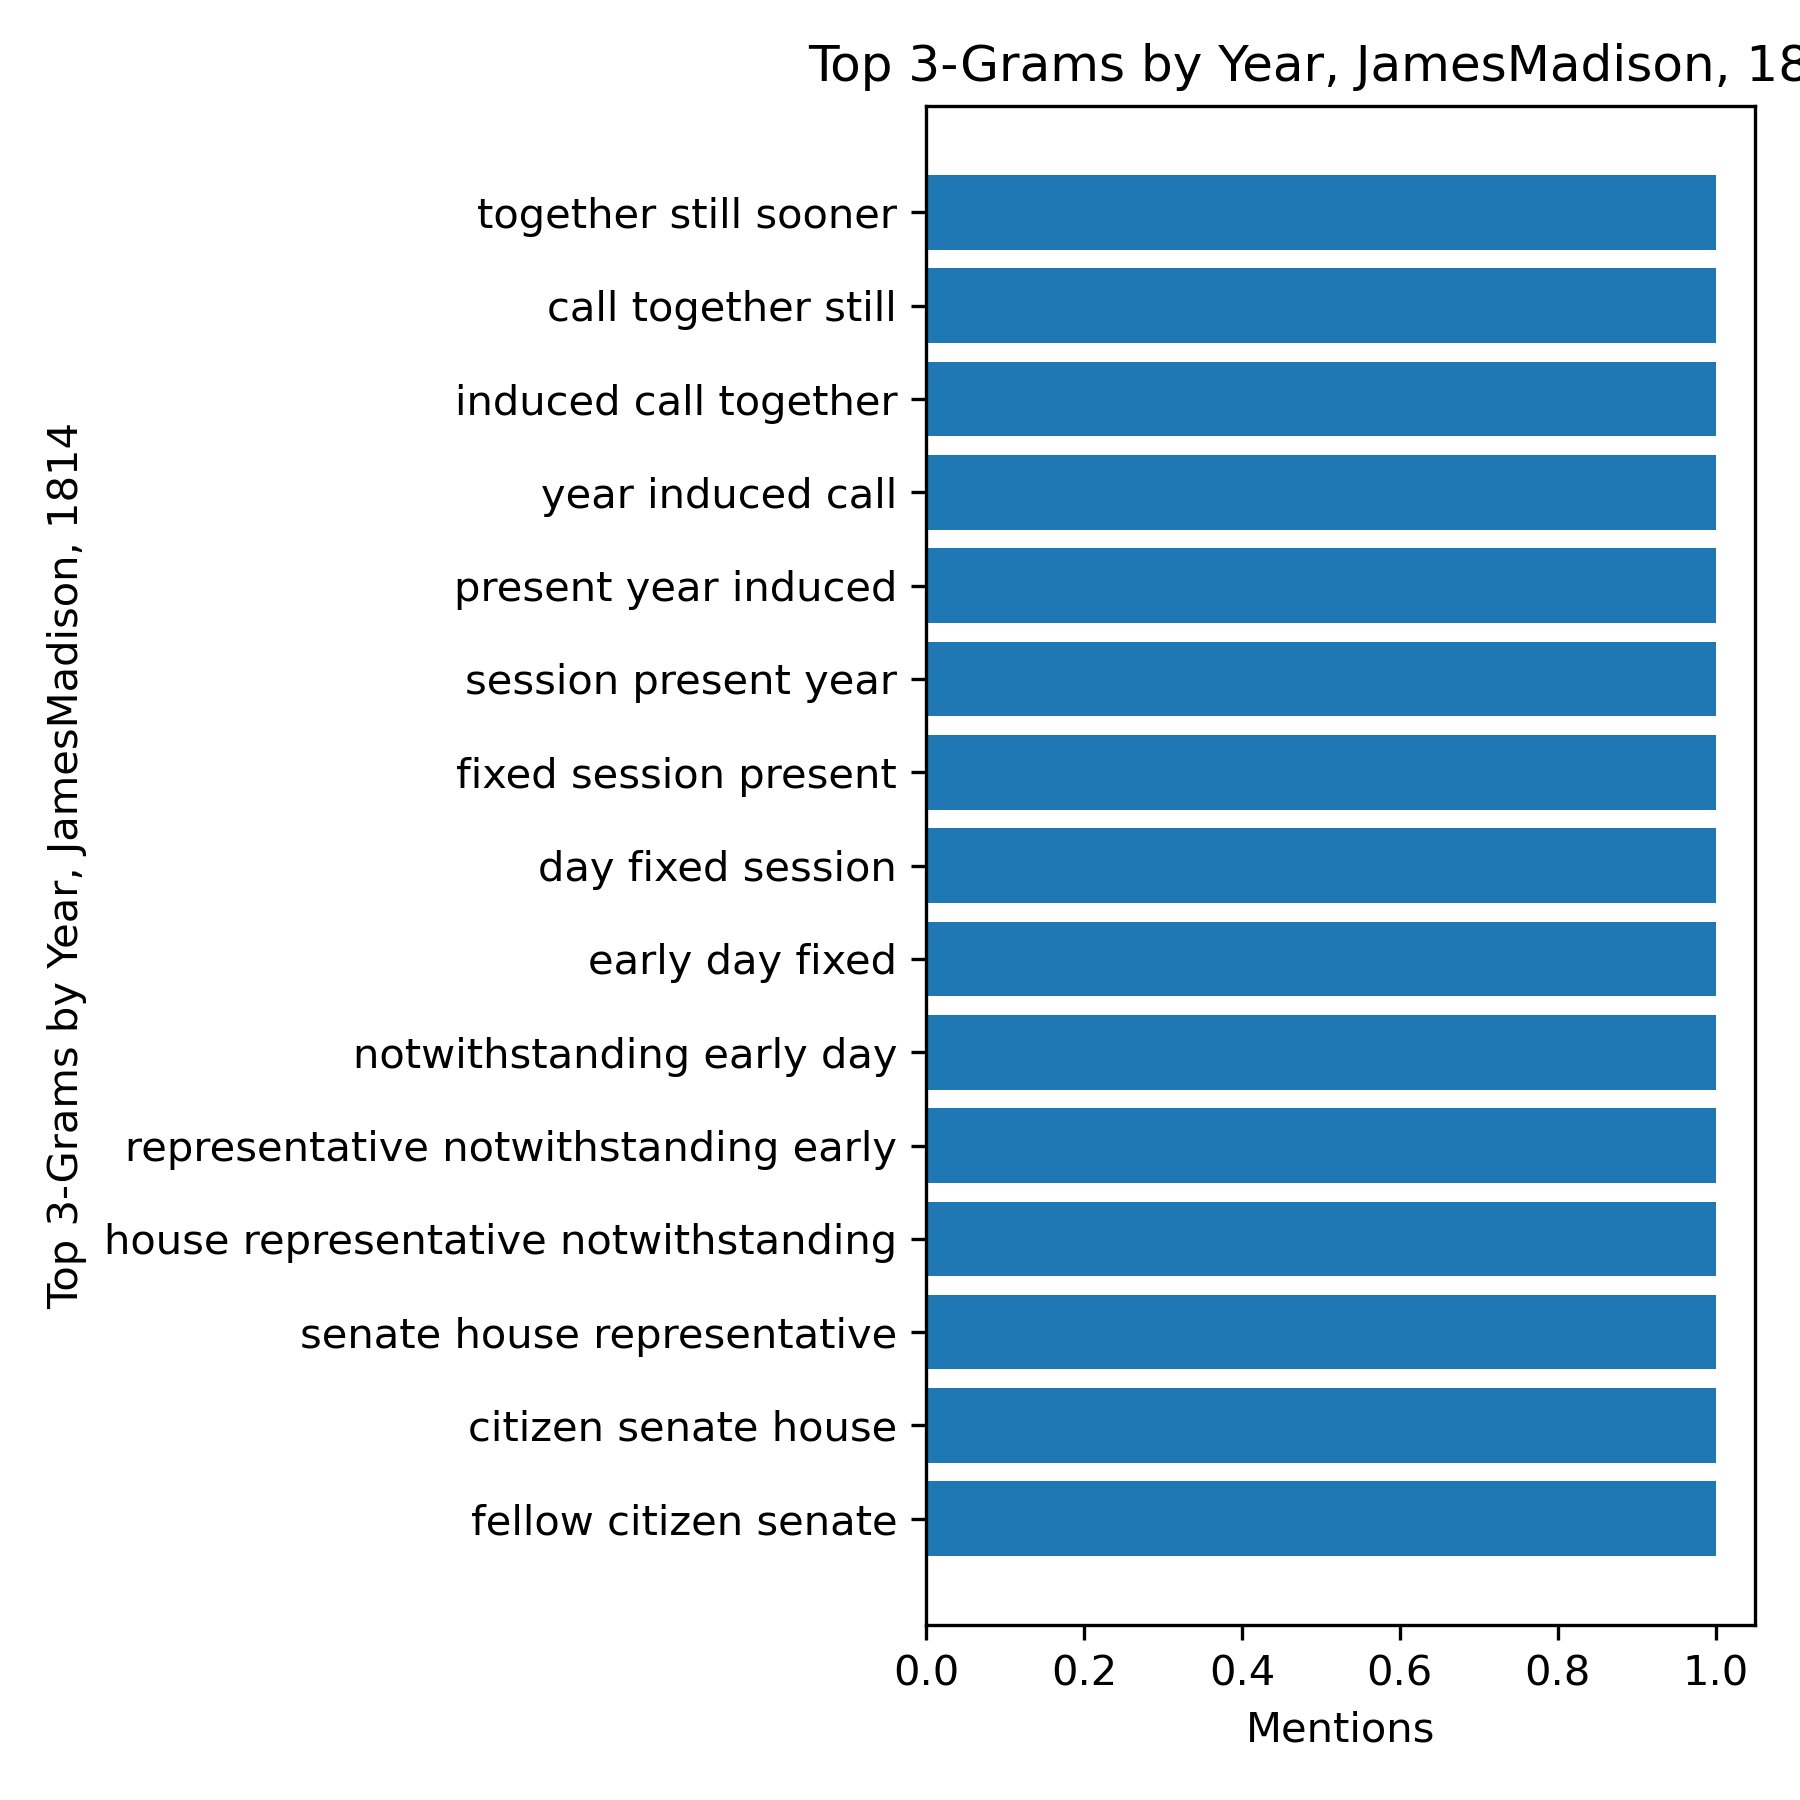 Top 3-Grams by Year, JamesMadison, 18
Top 3-Grams by Year, JamesMadison, 1814
together still sooner
call together still
induced call together
year induced call
present year induced
session present year
fixed session present
day fixed session
early day fixed
notwithstanding early day
representative notwithstanding early
house representative notwithstanding
senate house representative
citizen senate house
fellow citizen senate
0.0 0.2 0.4 0.6 0.8 1.0
Mentions